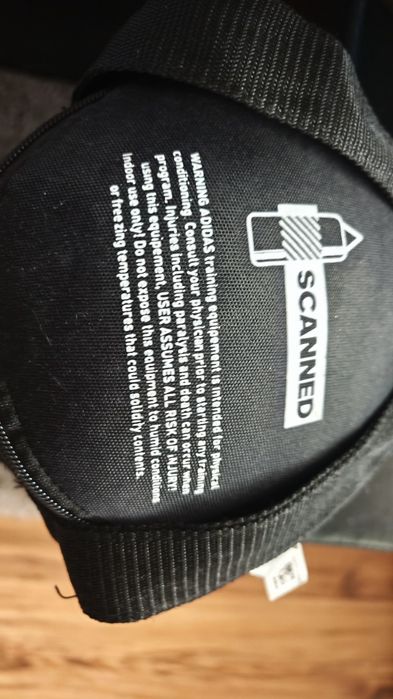 SCANNED
WARNING ADIDAS training equipement is intended for physical
conditioning. Consult your physician prior to starting any training
program. Injuries including paralysis and death can occur when
using this equipement, USER ASSUMES ALL RISK OF INJURY!
Indoor use only! Do not expose this equipment to humid conditions
or freezing temperatures that could solidify contents.